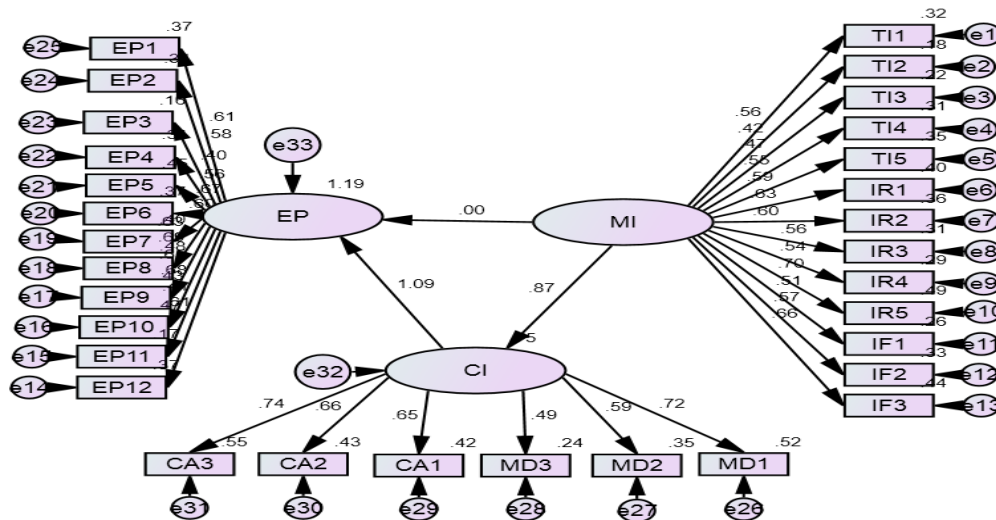 .37
e25 EP1
e24 EP2
.16
e23 EP3
e22 EP4
e21 EP5
e20 EP6
e19 EP7
e18 EP8
e17 EP9
e16 EP10
e15 EP11
e14 EP12
.61
.58
.40
.56
e33
1.19
EP
.00
MI
1.09
.87
.32
TI1 e1
.18
TI2 e2
.22
TI3 e3
.31
TI4 e4
.35
TI5 e5
.40
IR1 e6
.36
IR2 e7
.31
IR3 e8
.29
IR4 e9
.49
IR5 e10
.26
IF1 e11
.33
IF2 e12
.44
IF3 e13
.56
.42
.47
.55
.59
.63
.60
.56
.54
.70
.51
.57
.66
e32
CI
.74 .66 .65 .49 .59 .72
.55 .43 .42 .24 .35 .52
CA3 CA2 CA1 MD3 MD2 MD1
e31 e30 e29 e28 e27 e26